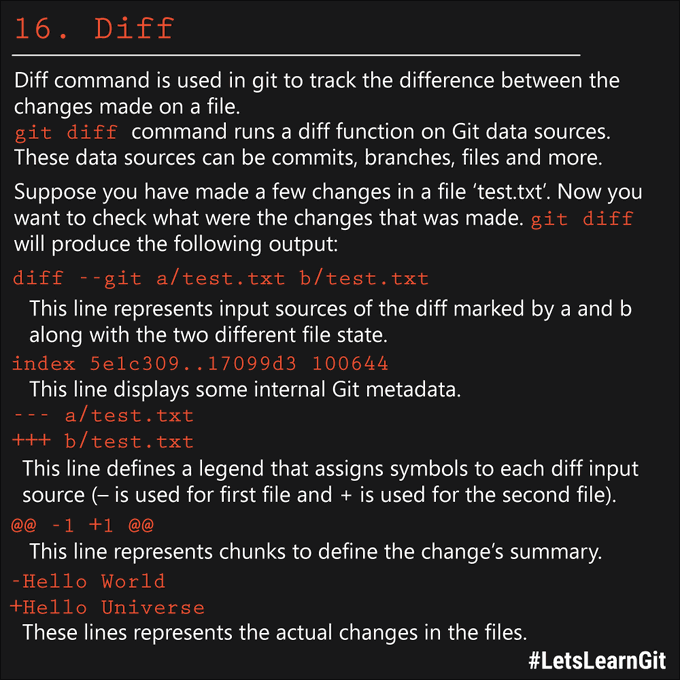 16. Diff
Diff command is used in git to track the difference between the
changes made on a file.
git diff command runs a diff function on Git data sources.
These data sources can be commits, branches, files and more.
Suppose you have made a few changes in a file ‘test.txt’. Now you
want to check what were the changes that was made. git diff
will produce the following output:
diff --git a/test.txt b/test.txt
This line represents input sources of the diff marked by a and b
along with the two different file state.
index 5e1c309..17099d3 100644
This line displays some internal Git metadata.
--- a/test.txt
+++ b/test.txt
This line defines a legend that assigns symbols to each diff input
source (– is used for first file and + is used for the second file).
@@ -1 +1 @@
This line represents chunks to define the change’s summary.
-Hello World
+Hello Universe
These lines represents the actual changes in the files.
#LetsLearnGit